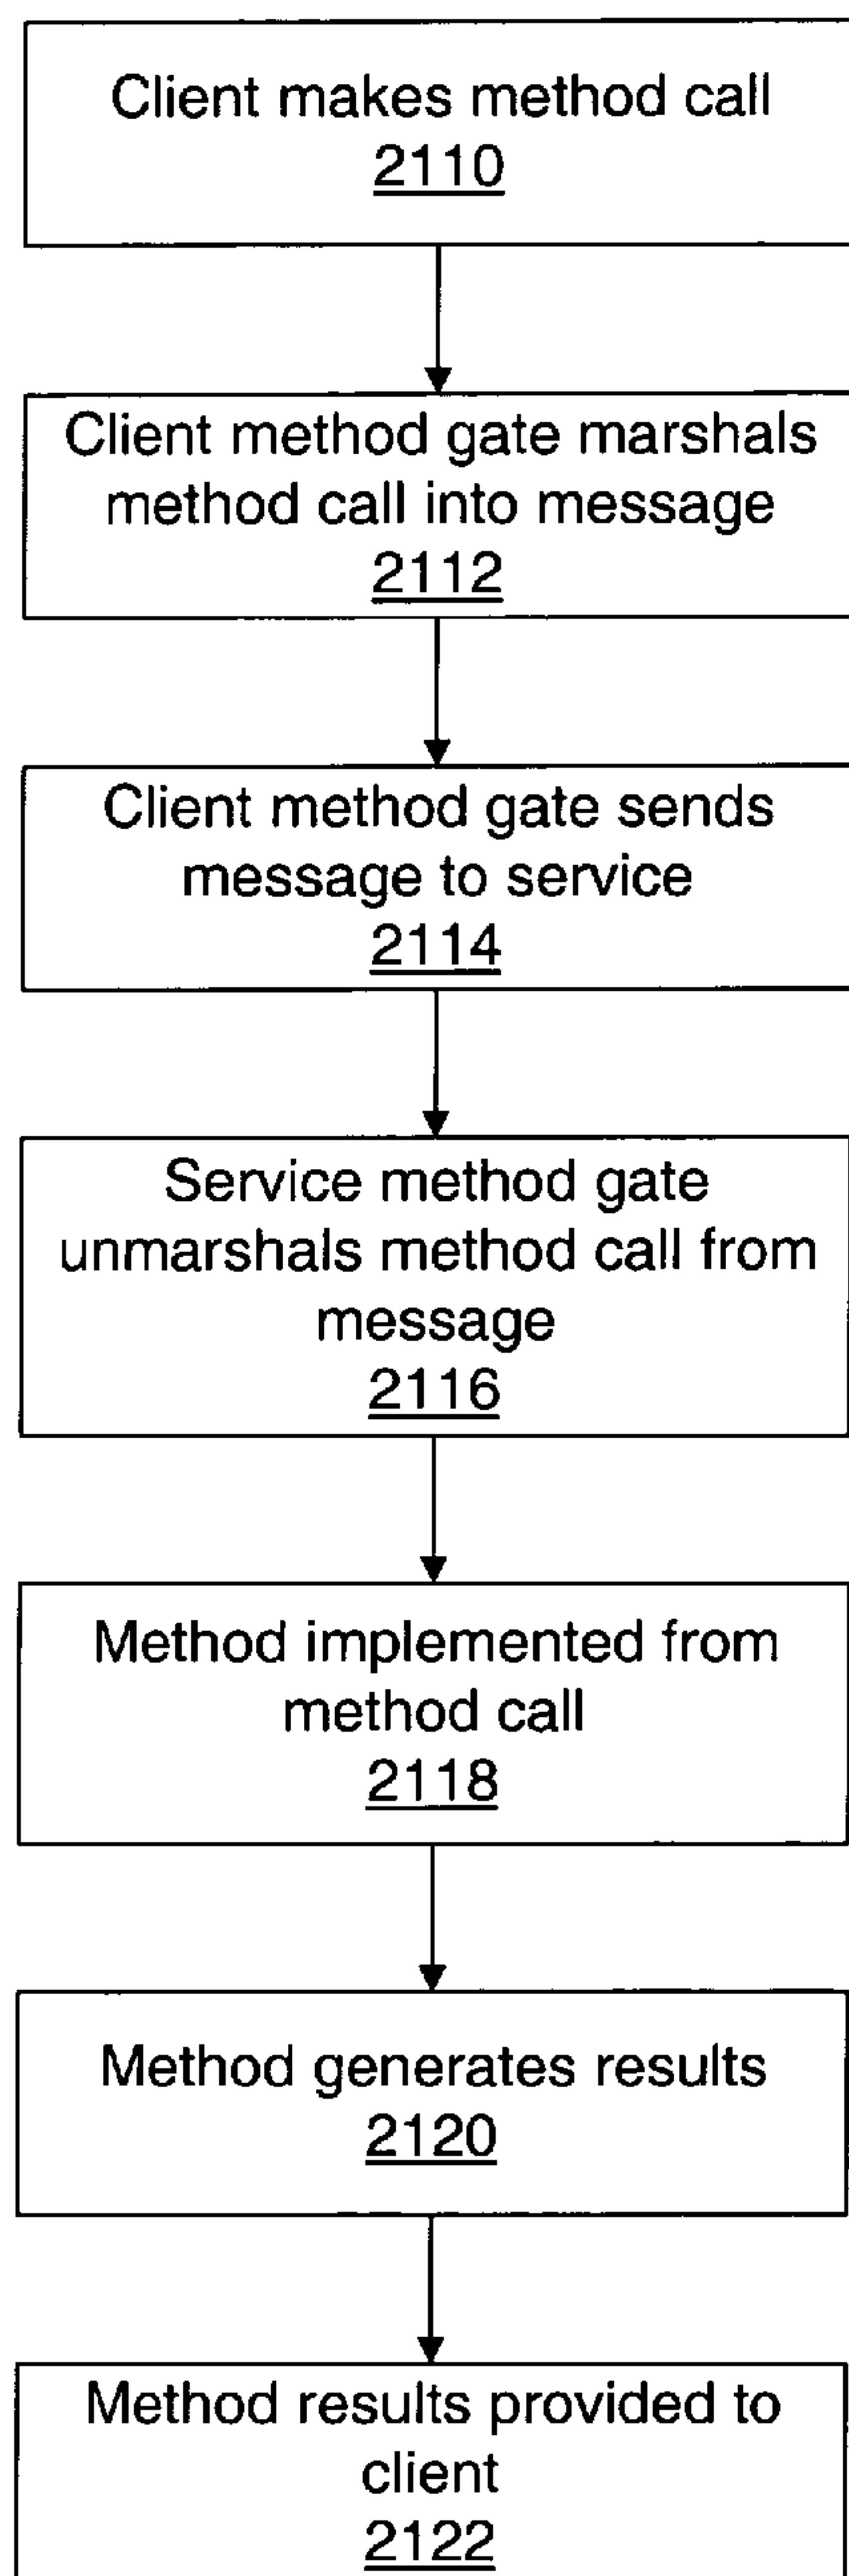 Client makes method call
2110
Client method gate marshals
method call into message
2112
Client method gate sends
message to service
2114
Service method gate
unmarshals method call from
message
2116
Method implemented from
method call
2118
Method generates results
2120
Method results provided to
client
2122